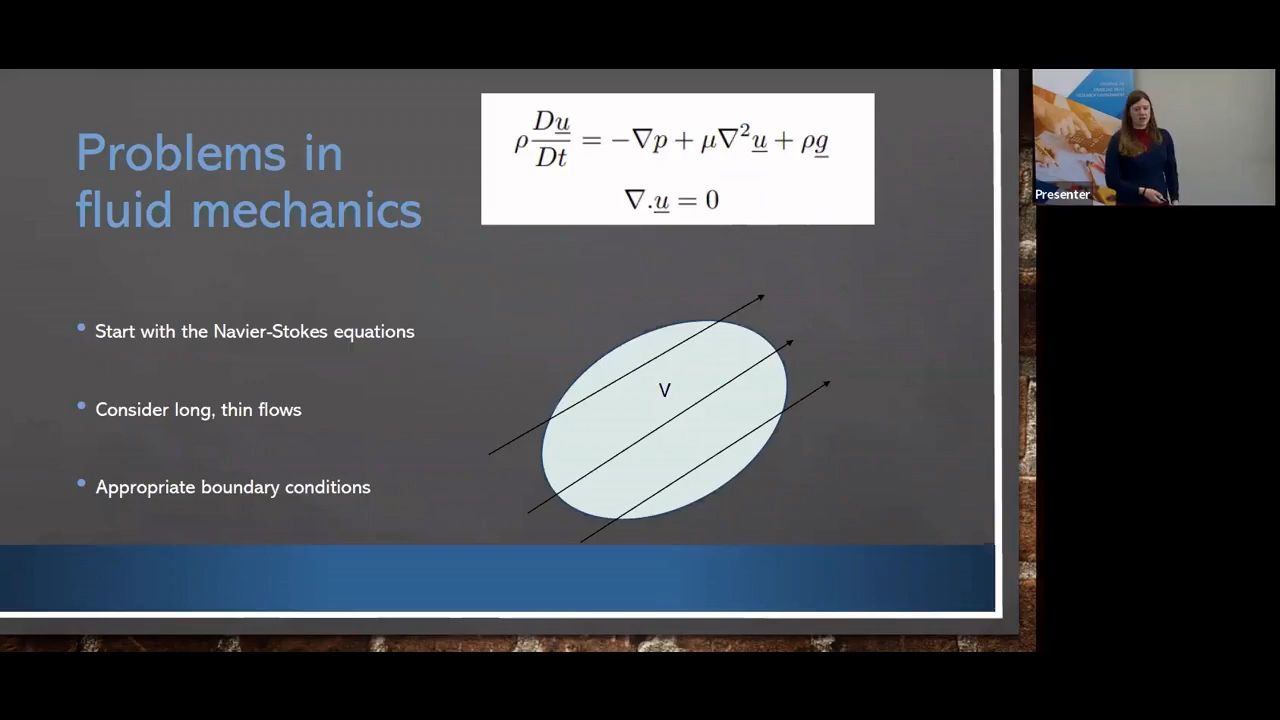 Problems in
fluid mechanics
ρ Du/Dt = −∇p + μ∇²u + ρg
∇.u = 0
• Start with the Navier-Stokes equations
• Consider long, thin flows
• Appropriate boundary conditions
V
Presenter